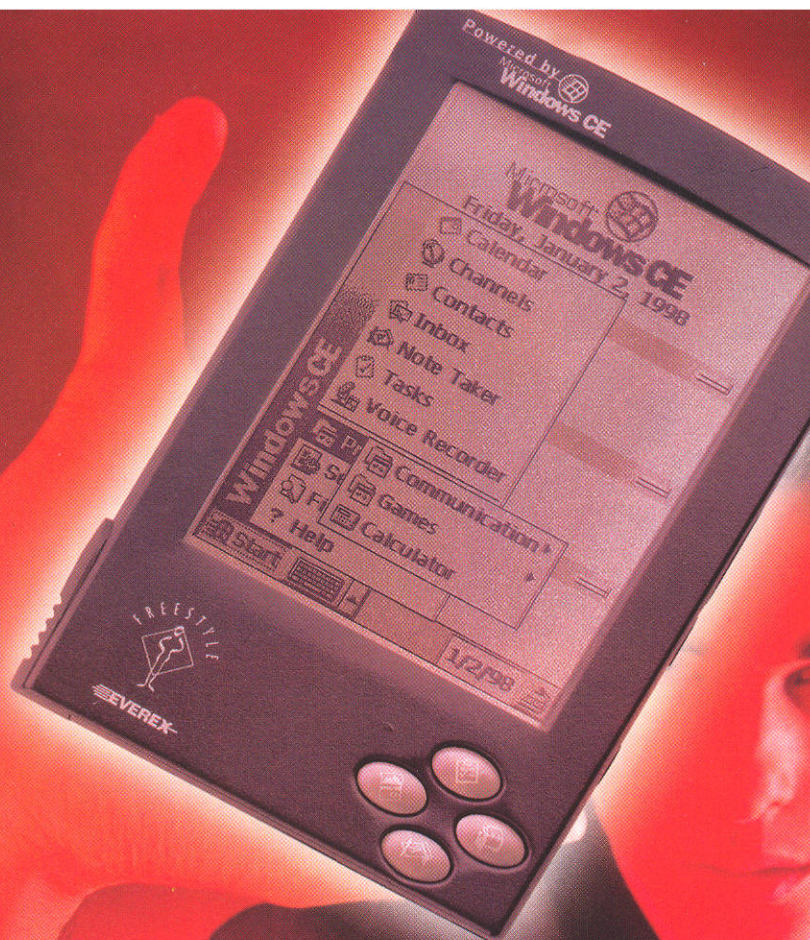 Powered by
Microsoft
Windows CE
Microsoft
Windows CE
Friday, January 2, 1998
Calendar
Channels
Contacts
Inbox
Note Taker
Tasks
Voice Recorder
Windows CE
Communication
Games
Calculator
? Help
Start
1/2/98
FREESTYLE
EVEREX